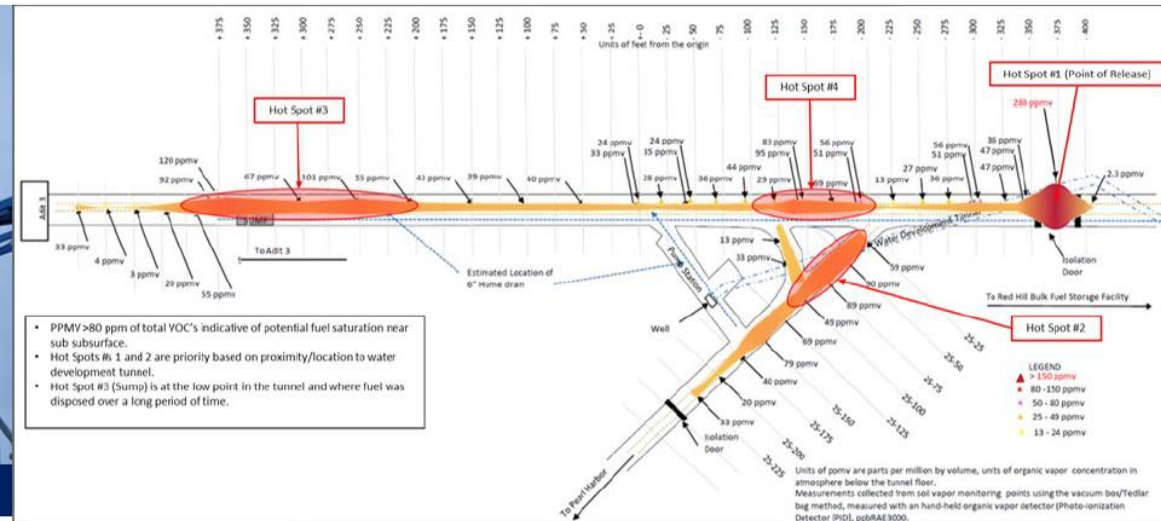 + 375
+ 350
+ 325
+ 300
+ 275
+ 250
+ 225
+ 200
+ 175
+ 150
+ 125
+ 100
+ 75
+ 50
+ 25
+- 0
25
50
75
100
125
150
175
200
225
250
275
300
325
350
375
400
Units of feet from the origin
Hot Spot #1 (Point of Release)
Hot Spot #4
Hot Spot #3
288 ppmv
24 ppmv
33 ppmv
24 ppmv
35 ppmv
83 ppmv
95 ppmv
56 ppmv
51 ppmv
56 ppmv
51 ppmv
35 ppmv
47 ppmv
120 ppmv
92 ppmv
67 ppmv
101 ppmv
55 ppmv
39 ppmv
28 ppmv
36 ppmv
44 ppmv
29 ppmv
69 ppmv
13 ppmv
27 ppmv
36 ppmv
47 ppmv
2.3 ppmv
Adit 3
33 ppmv
4 ppmv
3 ppmv
55 ppmv
To Adit 3
Estimated Location of
6" Hume drain
Pump Station
Well
13 ppmv
33 ppmv
Water Development Tunnel
59 ppmv
90 ppmv
89 ppmv
49 ppmv
69 ppmv
79 ppmv
40 ppmv
20 ppmv
33 ppmv
Isolation
Door
To Red Hill Bulk Fuel Storage Facility
Hot Spot #2
25-25
25-50
25-75
25-100
25-125
25-150
25-175
25-200
25-225
Isolation
Door
To Pearl Harbor
• PPMV >80 ppm of total VOC's indicative of potential fuel saturation near
sub subsurface.
• Hot Spots #s 1 and 2 are priority based on proximity/location to water
development tunnel.
• Hot Spot #3 (Sump) is at the low point in the tunnel and where fuel was
disposed over a long period of time.
LEGEND
> 150 ppmv
80 -150 ppmv
50 - 80 ppmv
25 - 49 ppmv
13 - 24 ppmv
Units of ppmv are parts per million by volume, units of organic vapor concentration in
atmosphere below the tunnel floor.
Measurements collected from soil vapor monitoring points using the vacuum box/Tedlar
bag method, measured with an hand-held organic vapor detector (Photo-ionization
Detector [PID], ppbRAE3000.